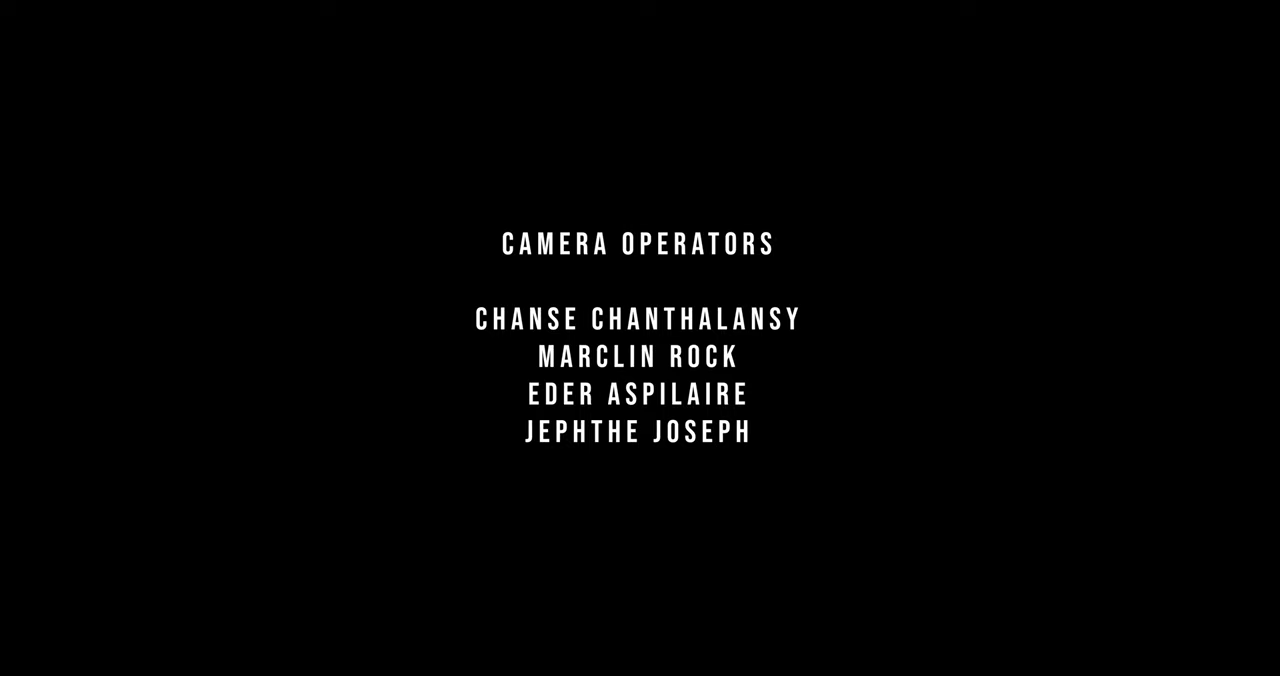 CAMERA OPERATORS
CHANSE CHANTHALANSY
MARCLIN ROCK
EDER ASPILAIRE
JEPHTHE JOSEPH